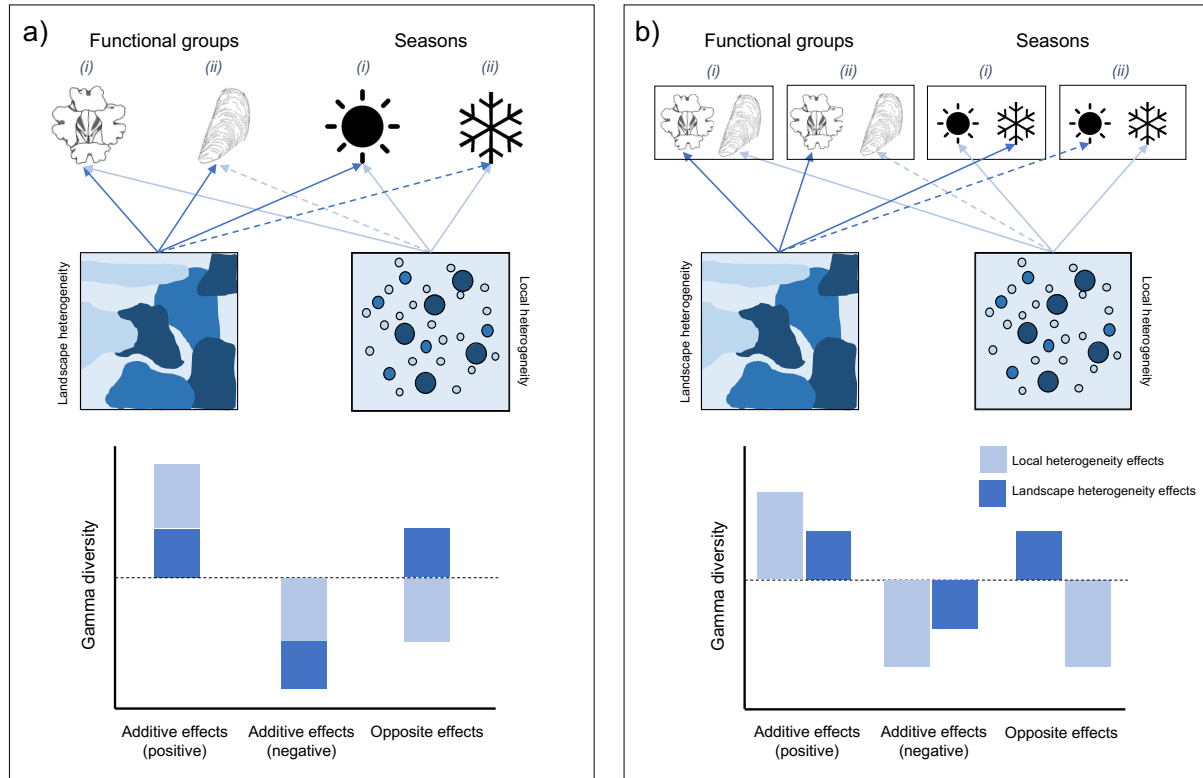 a)
Functional groups
Seasons
(i)
(ii)
(i)
(ii)
Landscape heterogeneity
Local heterogeneity
Gamma diversity
Additive effects
(positive)
Additive effects
(negative)
Opposite effects
b)
Functional groups
Seasons
(i)
(ii)
(i)
(ii)
Landscape heterogeneity
Local heterogeneity
Local heterogeneity effects
Landscape heterogeneity effects
Gamma diversity
Additive effects
(positive)
Additive effects
(negative)
Opposite effects